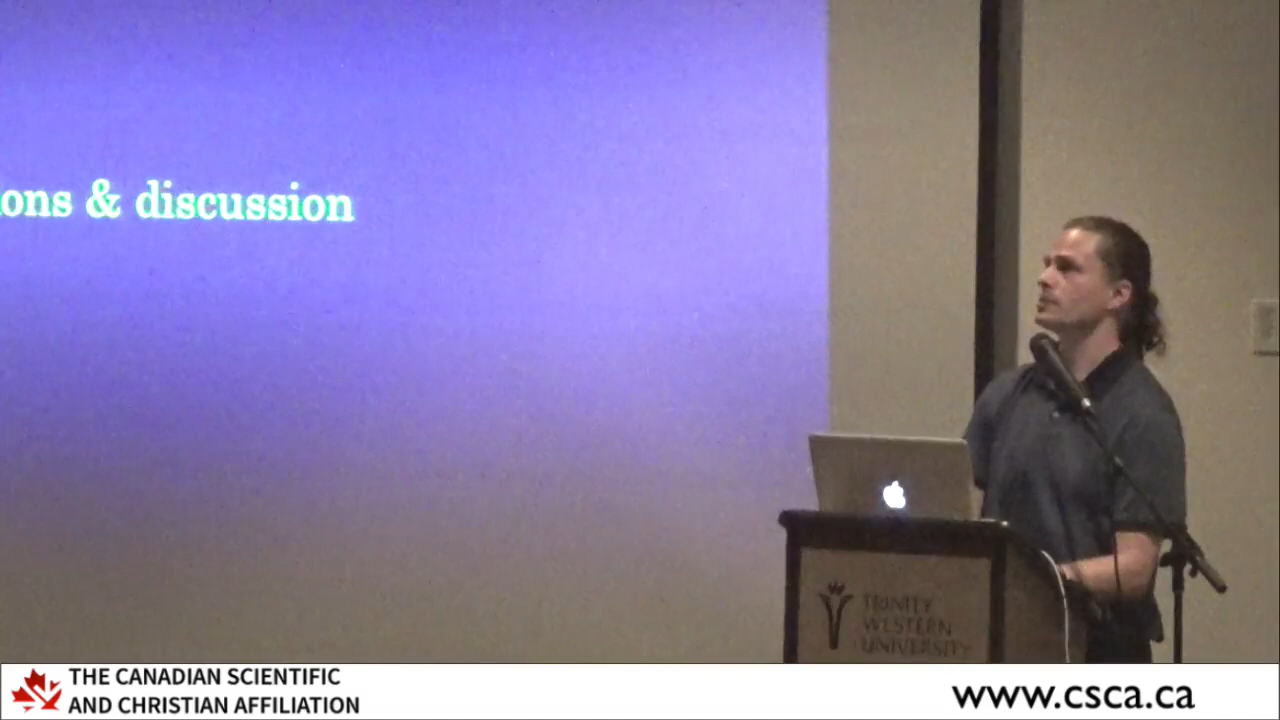 ons & discussion
TRINITY
WESTERN
UNIVERSITY
THE CANADIAN SCIENTIFIC
AND CHRISTIAN AFFILIATION
www.csca.ca